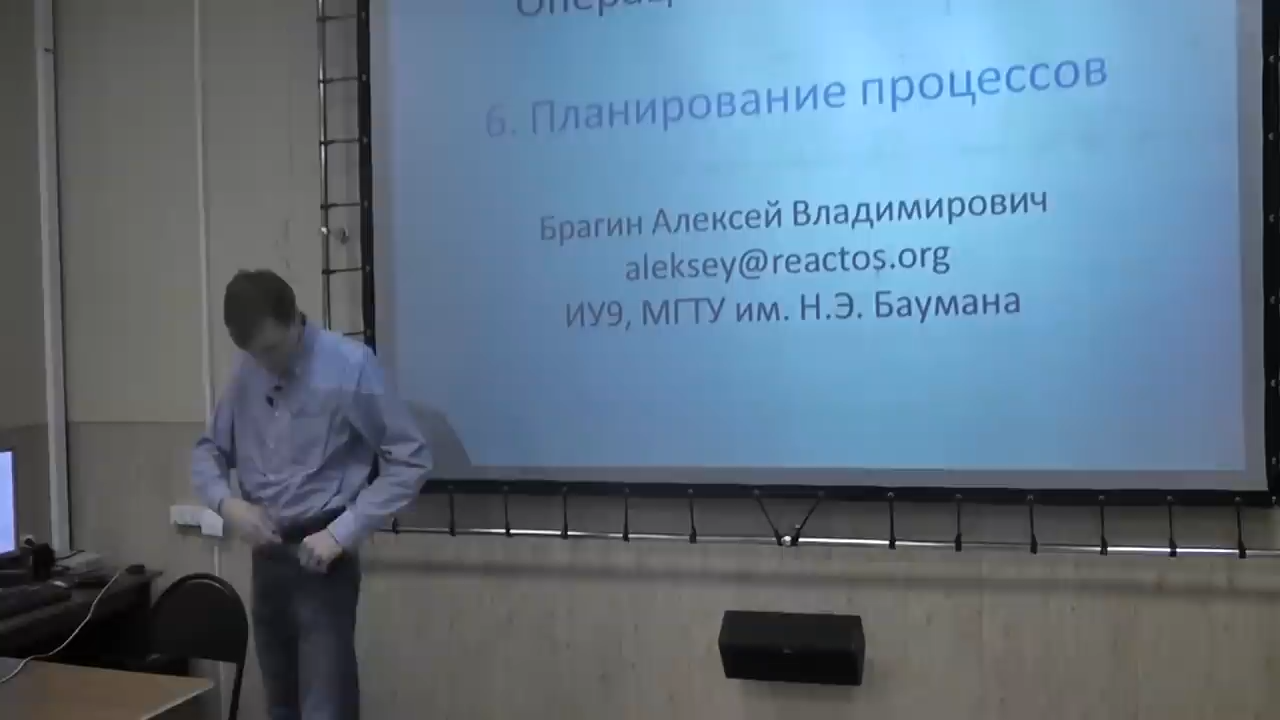 6. Планирование процессов
Брагин Алексей Владимирович
aleksey@reactos.org
ИУ9, МГТУ им. Н.Э. Баумана